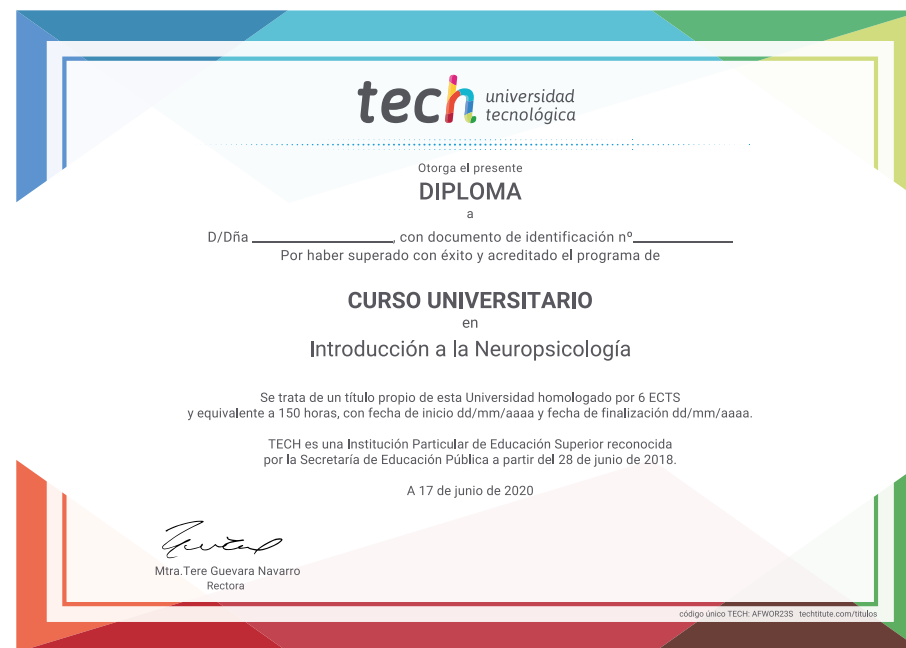 tech universidad
tecnológica
Otorga el presente
DIPLOMA
a
D/Dña ____________________, con documento de identificación nº______________
Por haber superado con éxito y acreditado el programa de
CURSO UNIVERSITARIO
en
Introducción a la Neuropsicología
Se trata de un título propio de esta Universidad homologado por 6 ECTS
y equivalente a 150 horas, con fecha de inicio dd/mm/aaaa y fecha de finalización dd/mm/aaaa.
TECH es una Institución Particular de Educación Superior reconocida
por la Secretaría de Educación Pública a partir del 28 de junio de 2018.
A 17 de junio de 2020
Mtra.Tere Guevara Navarro
Rectora
código único TECH: AFWOR23S techtitute.com/titulos